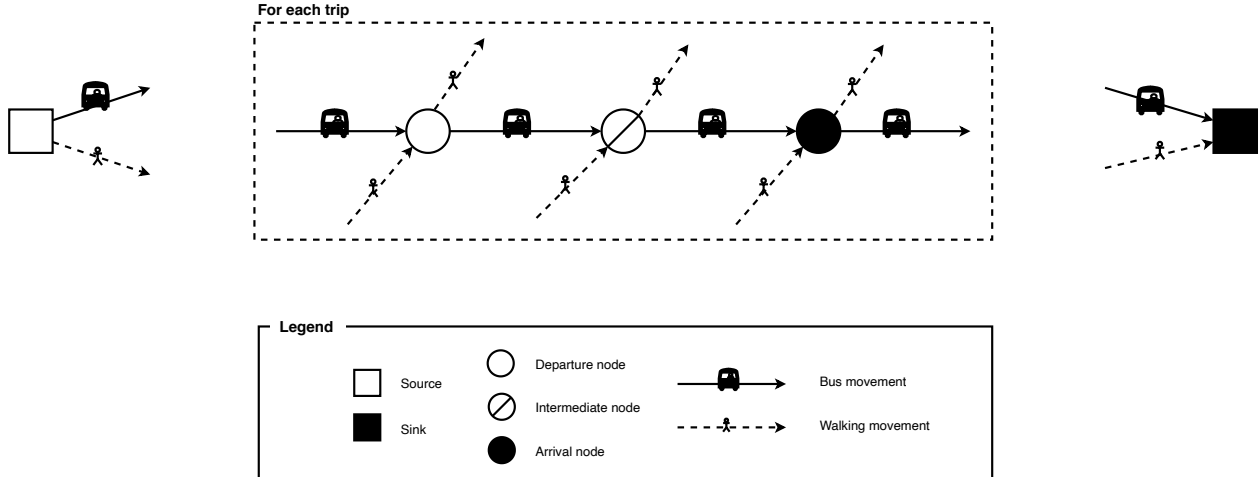 For each trip
Legend
Source
Sink
Departure node
Intermediate node
Arrival node
Bus movement
Walking movement